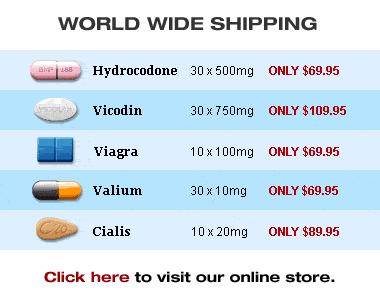 WORLD WIDE SHIPPING
Hydrocodone 30 x 500mg ONLY $69.95
Vicodin 30 x 750mg ONLY $109.95
Viagra 10 x 100mg ONLY $69.95
Valium 30 x 10mg ONLY $69.95
Cialis 10 x 20mg ONLY $89.95
Click here to visit our online store.